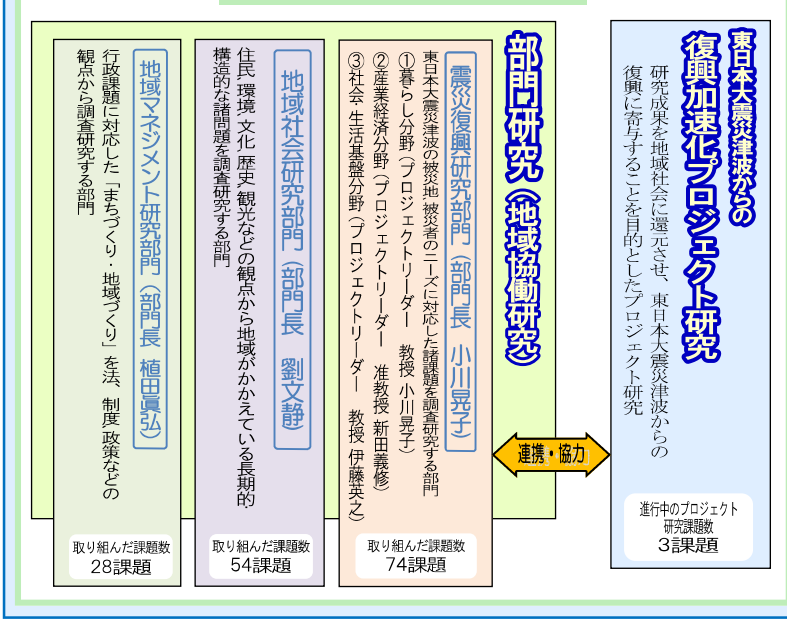 東日本大震災津波からの
復興加速化プロジェクト研究
研究成果を地域社会に還元させ、東日本大震災津波からの
復興に寄与することを目的としたプロジェクト研究
進行中のプロジェクト
研究課題数
3課題
連携・協力
部門研究（地域協働研究）
震災復興研究部門（部門長 小川晃子）
東日本大震災津波の被災地、被災者のニーズに対応した諸課題を調査研究する部門
①暮らし分野（プロジェクトリーダー 教授 小川晃子）
②産業経済分野（プロジェクトリーダー 准教授 新田義修）
③社会・生活基盤分野（プロジェクトリーダー 教授 伊藤英之）
取り組んだ課題数
74課題
地域社会研究部門（部門長 劉文静）
住民、環境、文化、歴史、観光などの観点から地域がかかえている長期的・
構造的な諸問題を調査研究する部門
取り組んだ課題数
54課題
地域マネジメント研究部門（部門長 植田眞弘）
行政課題に対応した「まちづくり・地域づくり」を法、制度、政策などの
観点から調査研究する部門
取り組んだ課題数
28課題